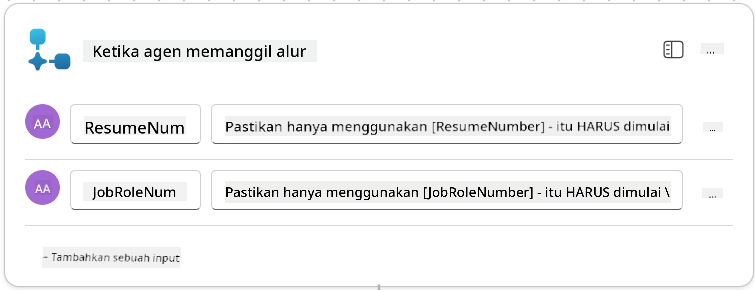 Ketika agen memanggil alur
...
AA
ResumeNum
Pastikan hanya menggunakan [ResumeNumber] - itu HARUS dimulai
...
AA
JobRoleNum
Pastikan hanya menggunakan [JobRoleNumber] - itu HARUS dimulai \
...
– Tambahkan sebuah input